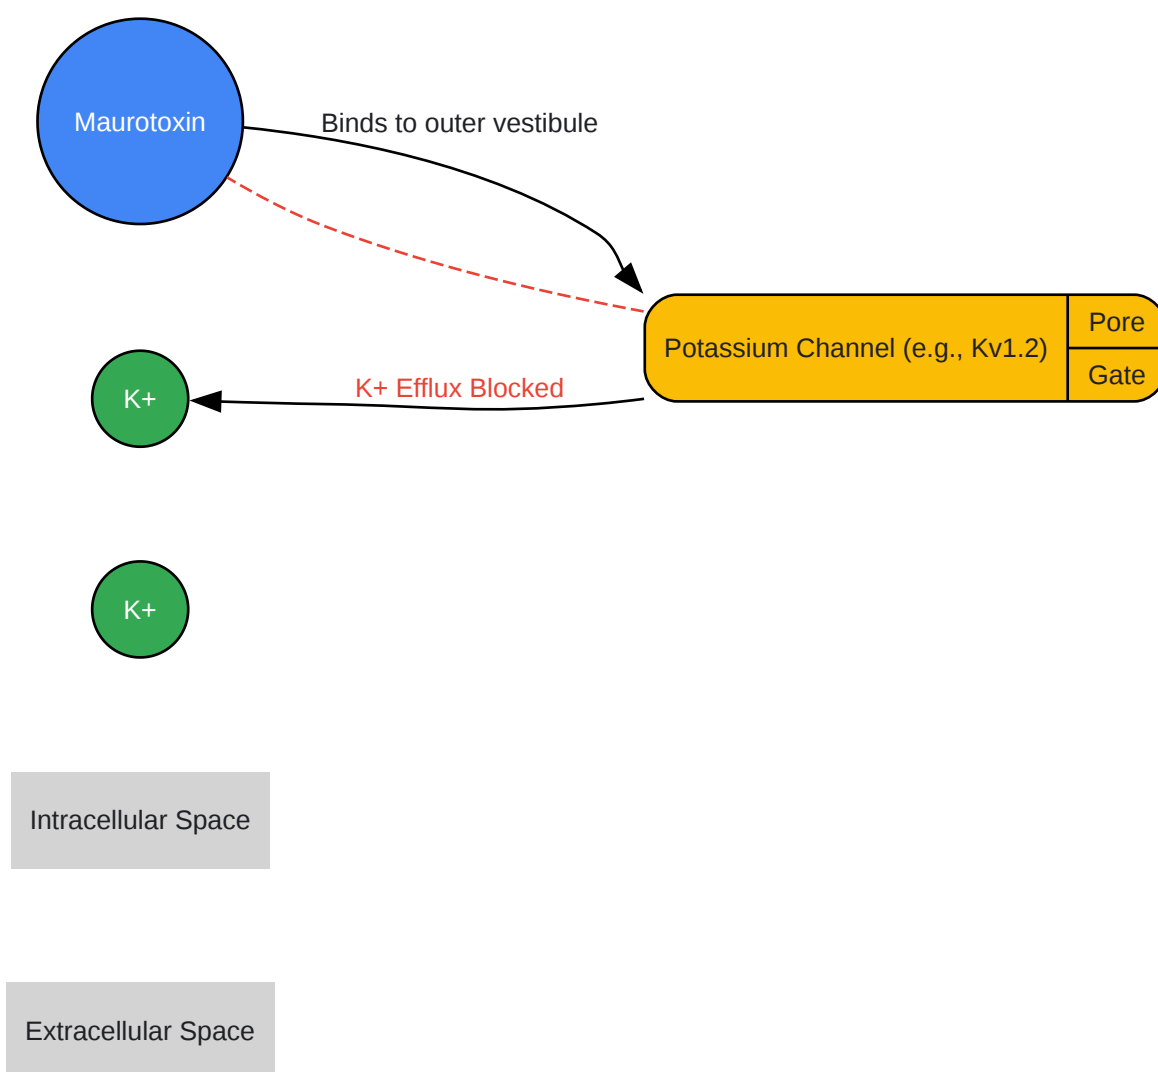 Maurotoxin
Binds to outer vestibule
Potassium Channel (e.g., Kv1.2)
Pore
Gate
K+ Efflux Blocked
K+
K+
Intracellular Space
Extracellular Space